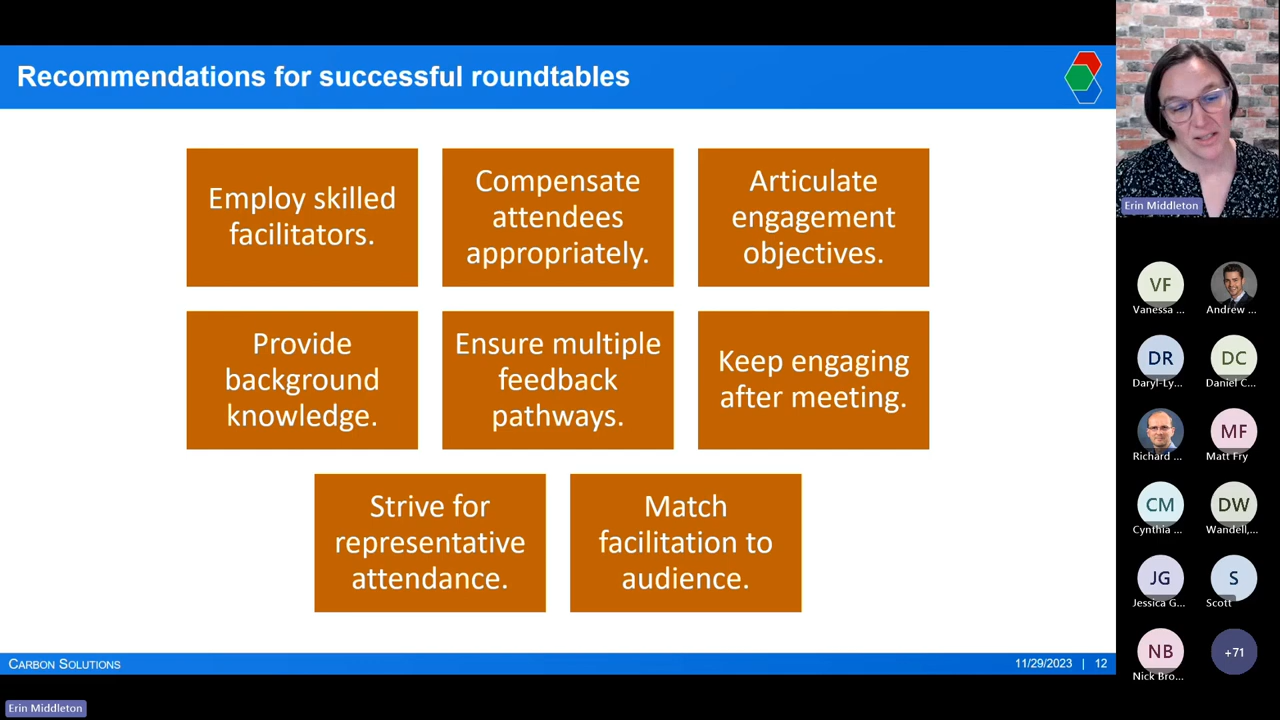 Recommendations for successful roundtables
Employ skilled
facilitators.
Compensate
attendees
appropriately.
Articulate
engagement
objectives.
Provide
background
knowledge.
Ensure multiple
feedback
pathways.
Keep engaging
after meeting.
Strive for
representative
attendance.
Match
facilitation to
audience.
CARBON SOLUTIONS
11/29/2023 | 12
Erin Middleton
Erin Middleton
VF
Vanessa ...
Andrew ...
DR
Daryl-Ly...
DC
Daniel C...
Richard ...
MF
Matt Fry
CM
Cynthia ...
DW
Wandell,...
JG
Jessica G...
S
Scott
NB
Nick Bro...
+71